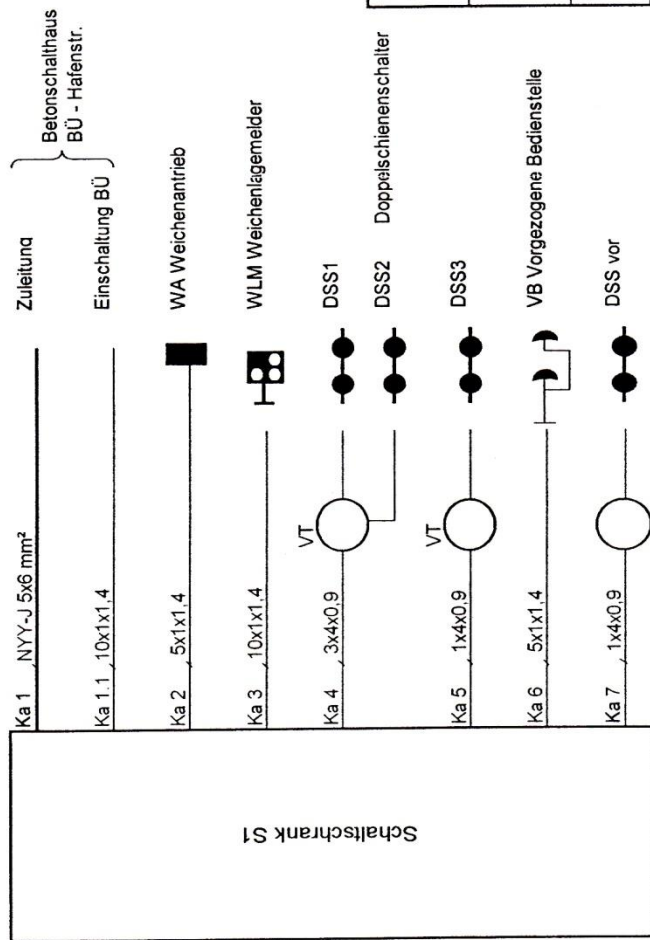 Schaltschrank S1
Ka 1 NYY-J 5x6 mm² Zuleitung
Betonschalthaus
BÜ - Hafenstr.
Ka 1.1 10x1x1,4 Einschaltung BÜ
Ka 2 5x1x1,4 WA Weichenantrieb
Ka 3 10x1x1,4 WLM Weichenlagemelder
Ka 4 3x4x0,9 VT DSS1
DSS2 Doppelschienenschalter
Ka 5 1x4x0,9 VT DSS3
Ka 6 5x1x1,4 VB Vorgezogene Bedienstelle
Ka 7 1x4x0,9 DSS vor